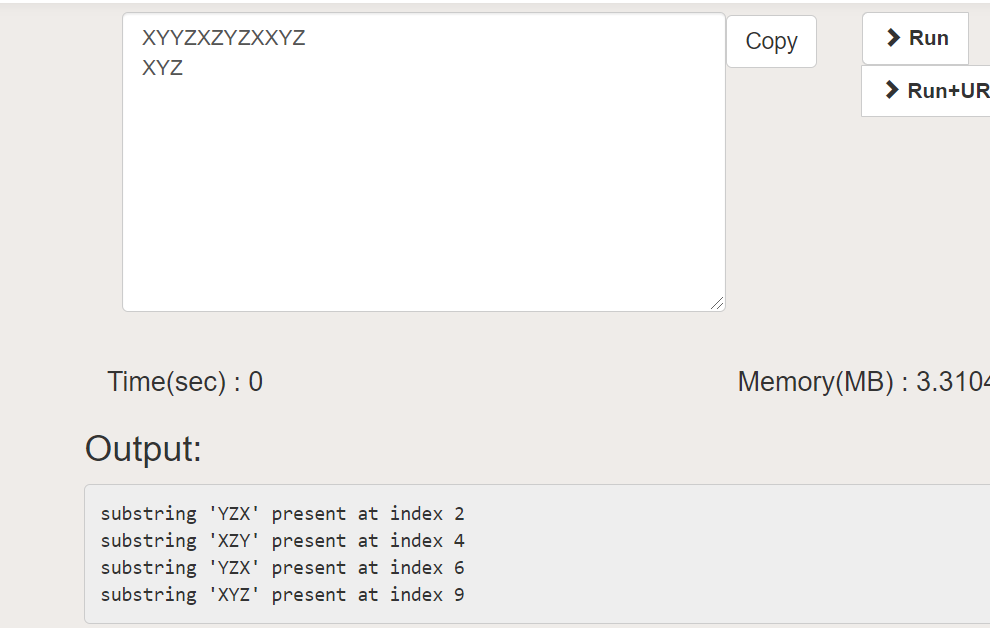 XYYZXZYZXXYZ
XYZ
Copy
Run
Run+UR
Time(sec) : 0
Memory(MB) : 3.3104
Output:
substring 'YZX' present at index 2
substring 'XZY' present at index 4
substring 'YZX' present at index 6
substring 'XYZ' present at index 9